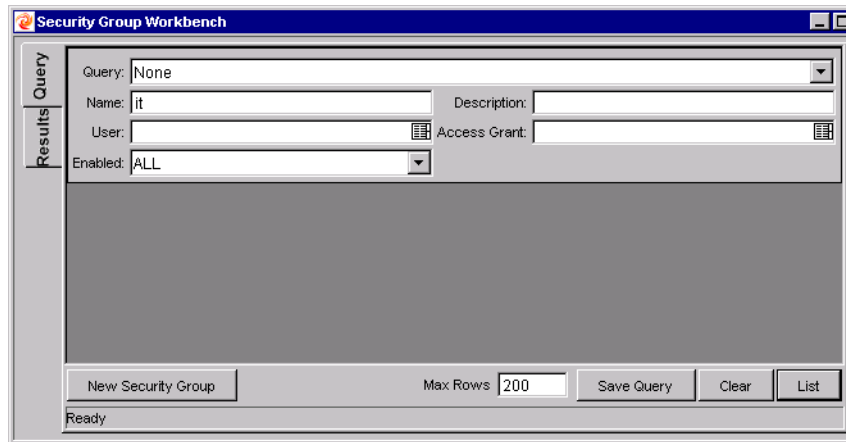 Security Group Workbench
Query
Results
Query: None
Name: it Description:
User: Access Grant:
Enabled: ALL
New Security Group Max Rows 200 Save Query Clear List
Ready